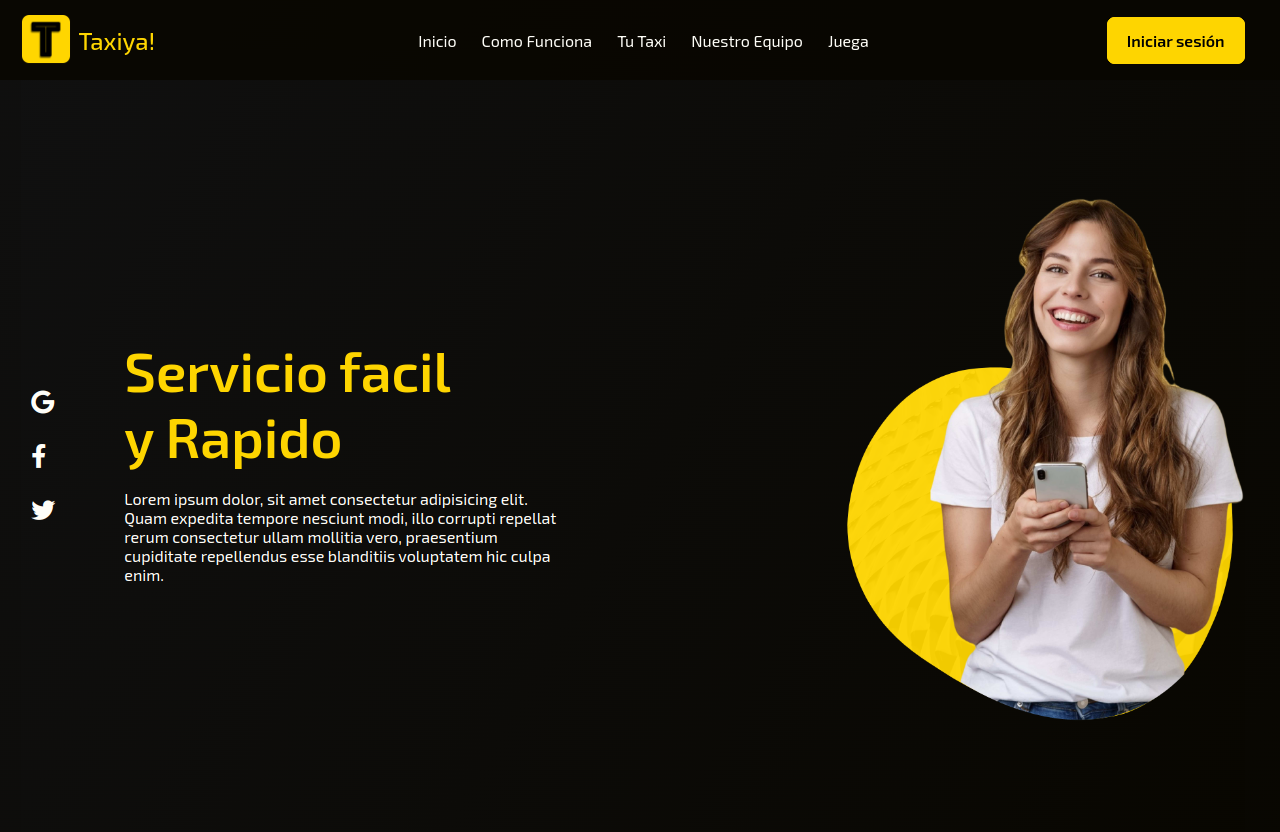 T Taxiya!
Inicio Como Funciona Tu Taxi Nuestro Equipo Juega
Iniciar sesión
Servicio facil
y Rapido
Lorem ipsum dolor, sit amet consectetur adipisicing elit.
Quam expedita tempore nesciunt modi, illo corrupti repellat
rerum consectetur ullam mollitia vero, praesentium
cupiditate repellendus esse blanditiis voluptatem hic culpa
enim.